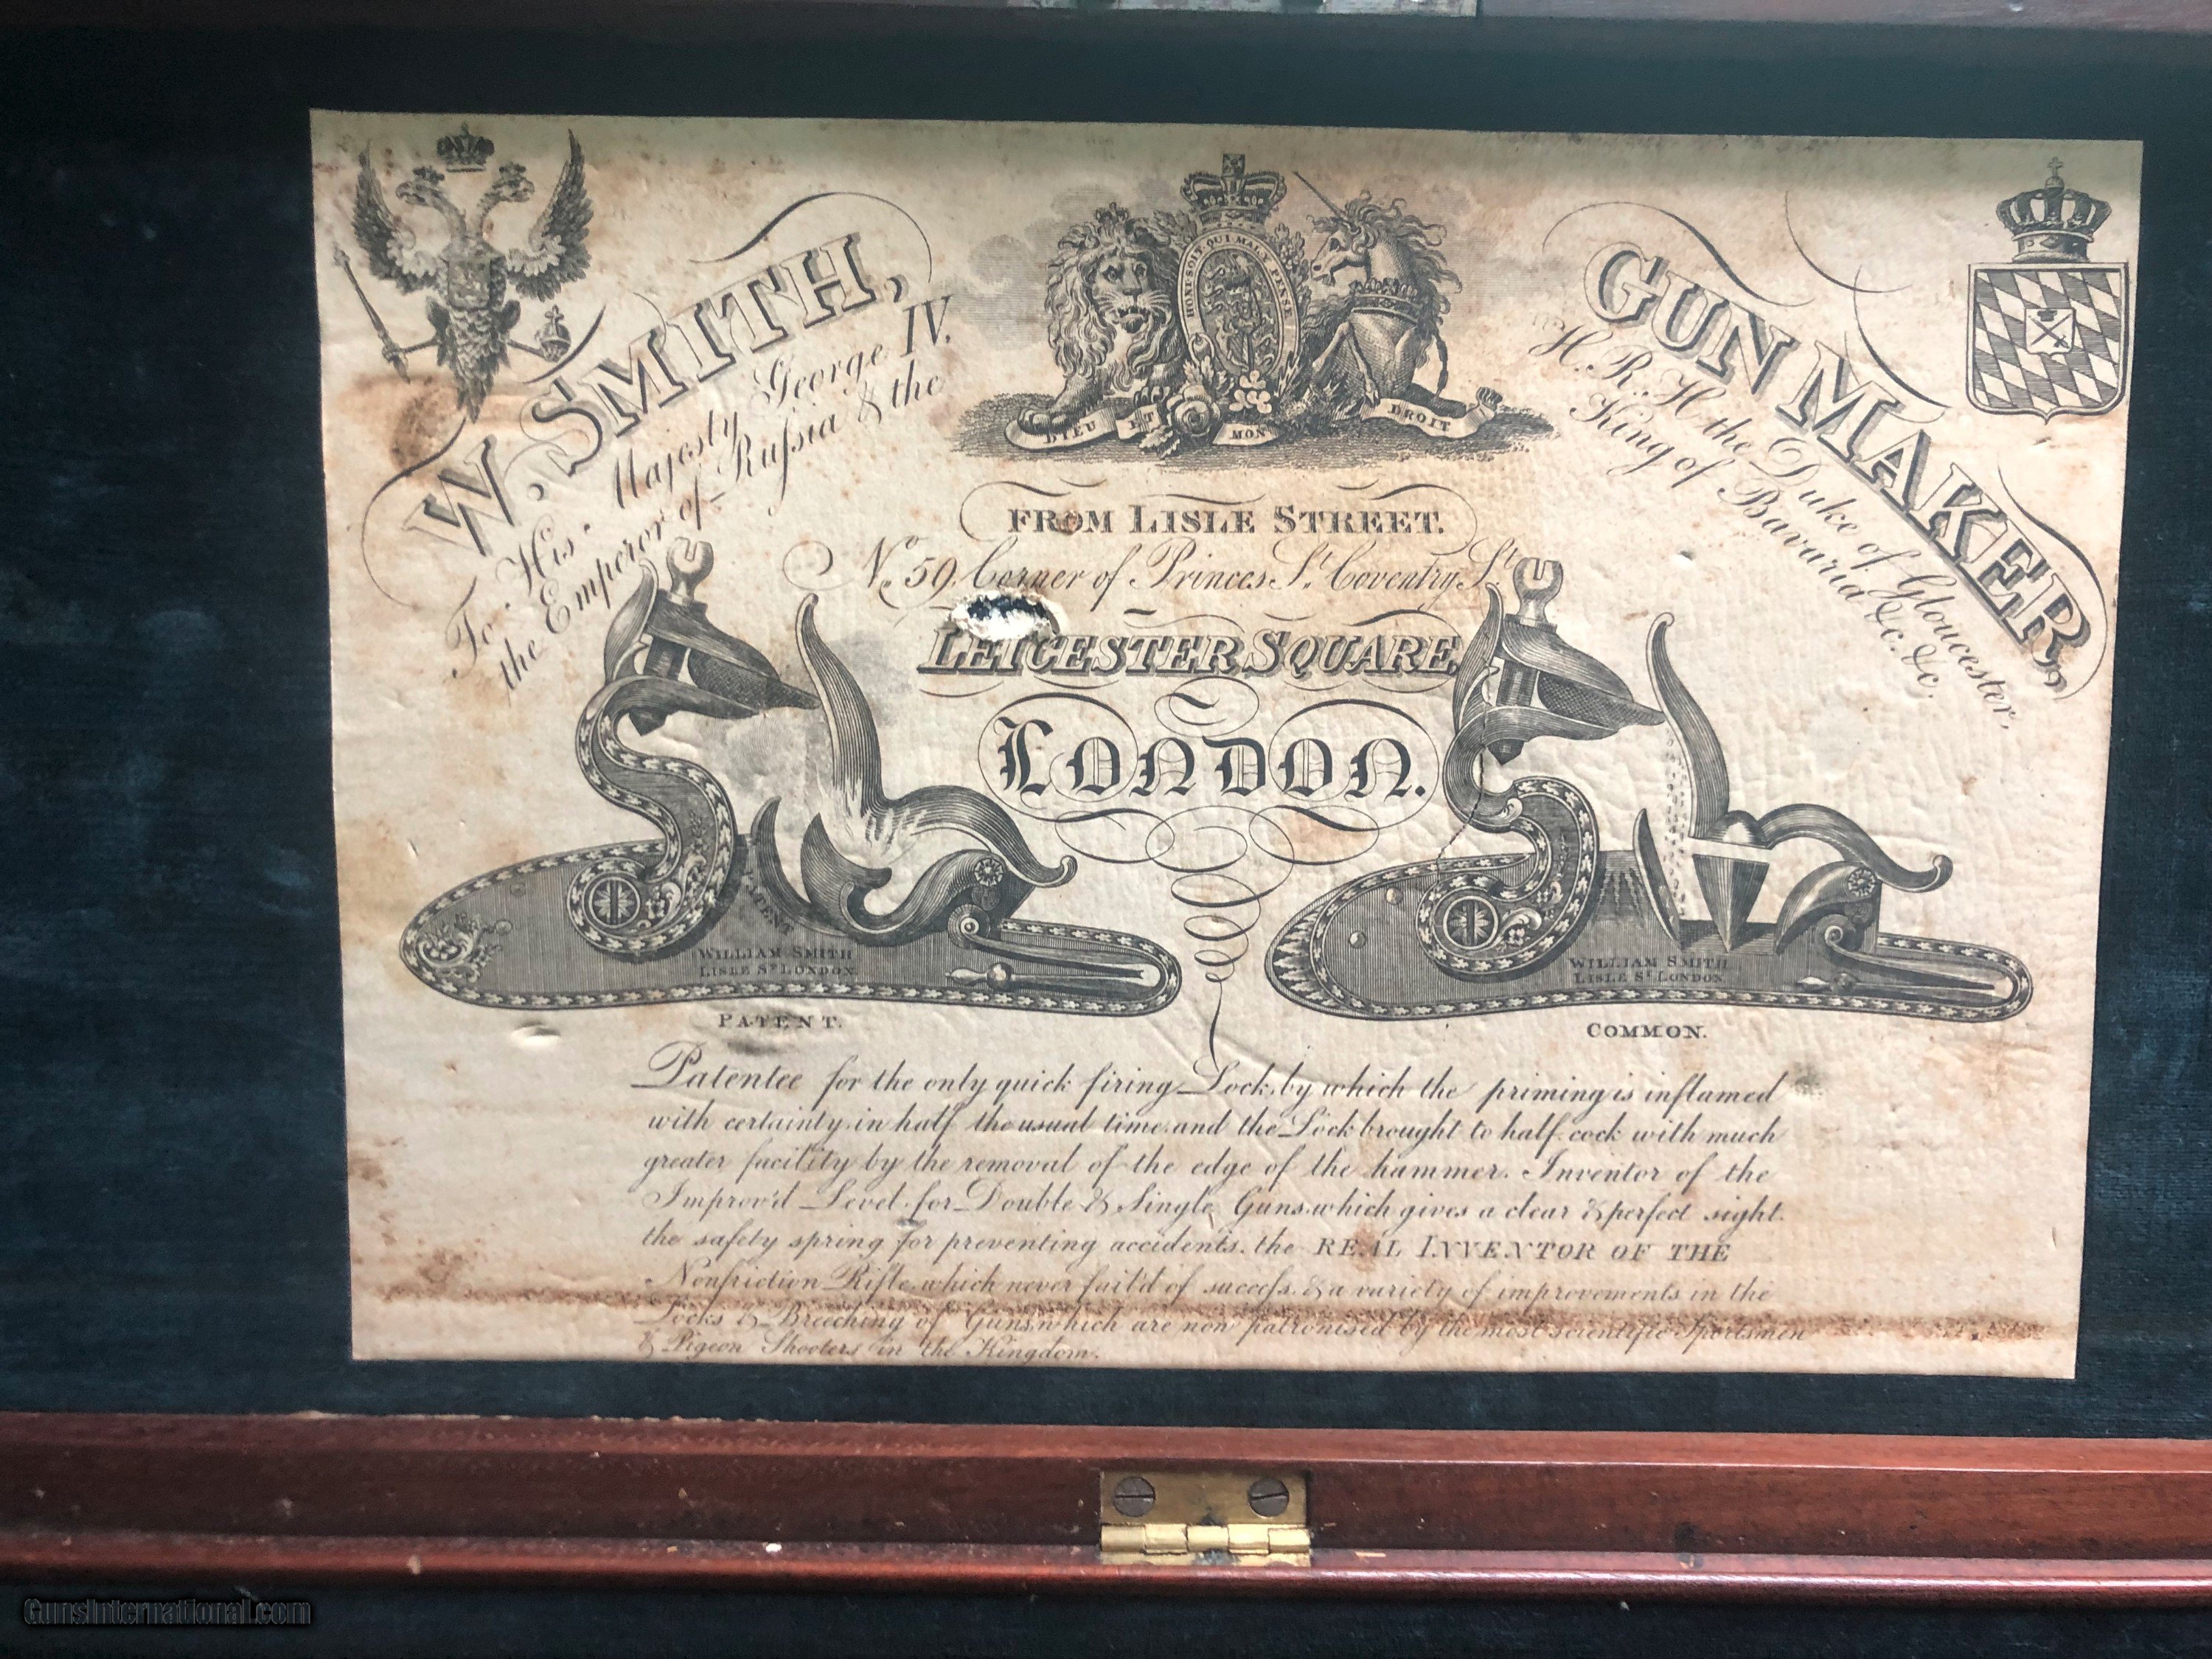 W. SMITH,
To His Majesty George IV.
the Emperor of Rufsia & the
GUN MAKER,
H.R.H the Duke of Gloucester,
King of Bavaria &c. &c.
HONI SOIT QUI MAL Y PENSE
DIEU ET MON DROIT
FROM LISLE STREET.
No. 59. Corner of Princes St. Coventry St.
LEICESTER SQUARE,
LONDON.
PATENT
WILLIAM SMITH
LISLE ST LONDON
PATENT.
WILLIAM SMITH
LISLE ST LONDON
COMMON.
Patentee for the only quick firing Lock, by which the priming is inflamed
with certainty in half the usual time, and the Lock brought to half cock with much
greater facility by the removal of the edge of the hammer. Inventor of the
Improv'd Level for Double & Single Guns, which gives a clear & perfect sight.
the safety spring for preventing accidents. the REAL INVENTOR OF THE
Nonfriction Rifle, which never fail'd of succefs. & a variety of improvements in the
Locks & Breeching of Guns, which are now patronised by the most scientific Sportsmen
& Pigeon Shooters in the Kingdom.
GunsInternational.com